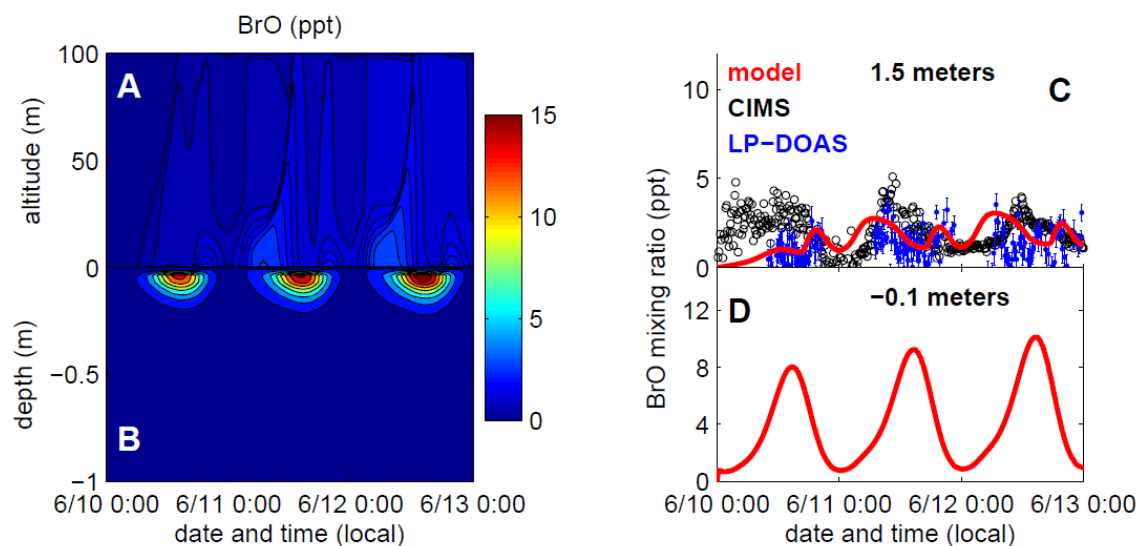 BrO (ppt)
A
100
50
0
altitude (m)
B
−0.5
−1
depth (m)
6/10 0:00 6/11 0:00 6/12 0:00 6/13 0:00
date and time (local)
15
10
5
0
model 1.5 meters C
CIMS
LP−DOAS
10
5
0
BrO mixing ratio (ppt)
D −0.1 meters
12
8
4
0
6/10 0:00 6/11 0:00 6/12 0:00 6/13 0:00
date and time (local)